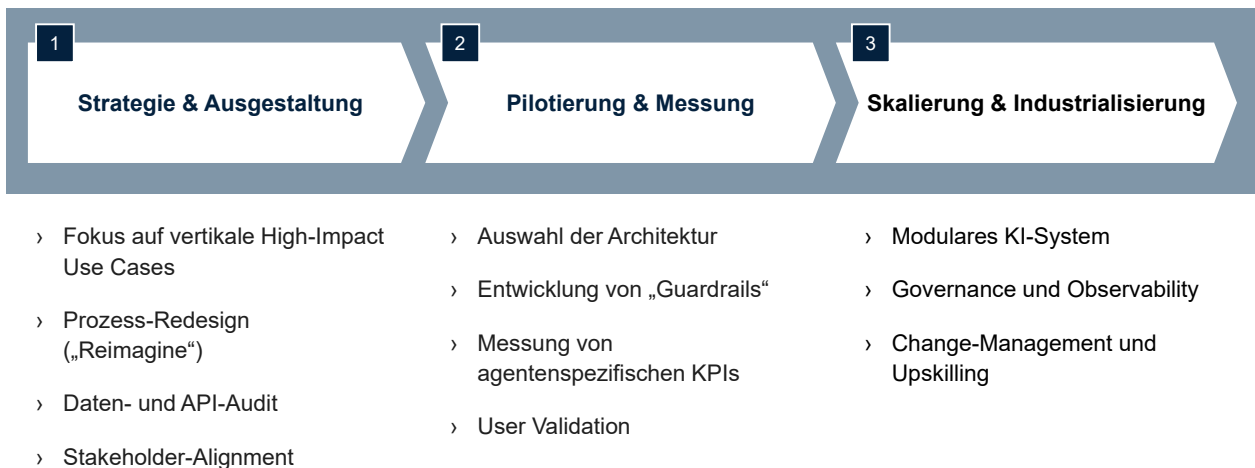 1
Strategie & Ausgestaltung
› Fokus auf vertikale High-Impact
Use Cases
› Prozess-Redesign
(„Reimagine“)
› Daten- und API-Audit
› Stakeholder-Alignment
2
Pilotierung & Messung
› Auswahl der Architektur
› Entwicklung von „Guardrails“
› Messung von
agentenspezifischen KPIs
› User Validation
3
Skalierung & Industrialisierung
› Modulares KI-System
› Governance und Observability
› Change-Management und
Upskilling